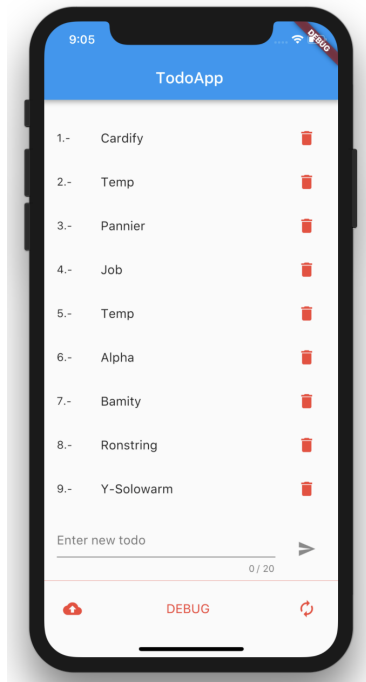 9:05
DEBUG
TodoApp
1.- Cardify
2.- Temp
3.- Pannier
4.- Job
5.- Temp
6.- Alpha
7.- Bamity
8.- Ronstring
9.- Y-Solowarm
Enter new todo
0 / 20
DEBUG